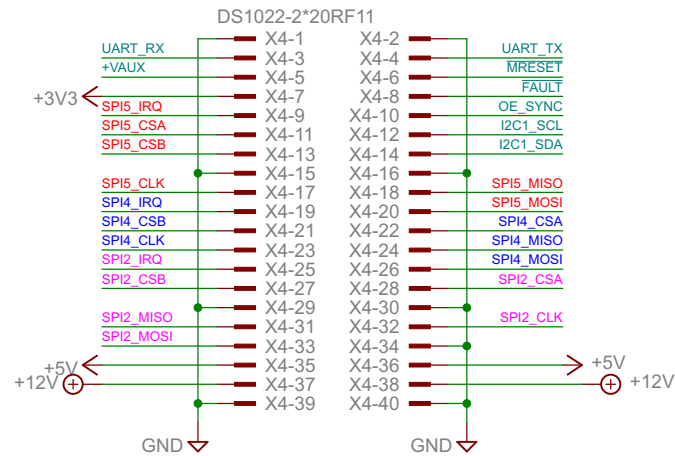 DS1022-2*20RF11
X4-1 X4-2
UART_RX X4-3 X4-4 UART_TX
+VAUX X4-5 X4-6 MRESET
+3V3 X4-7 X4-8 FAULT
SPI5_IRQ X4-9 X4-10 OE_SYNC
SPI5_CSA X4-11 X4-12 I2C1_SCL
SPI5_CSB X4-13 X4-14 I2C1_SDA
X4-15 X4-16
SPI5_CLK X4-17 X4-18 SPI5_MISO
SPI4_IRQ X4-19 X4-20 SPI5_MOSI
SPI4_CSB X4-21 X4-22 SPI4_CSA
SPI4_CLK X4-23 X4-24 SPI4_MISO
SPI2_IRQ X4-25 X4-26 SPI4_MOSI
SPI2_CSB X4-27 X4-28 SPI2_CSA
X4-29 X4-30
SPI2_MISO X4-31 X4-32 SPI2_CLK
SPI2_MOSI X4-33 X4-34
+5V X4-35 X4-36 +5V
+12V X4-37 X4-38 +12V
X4-39 X4-40
GND GND